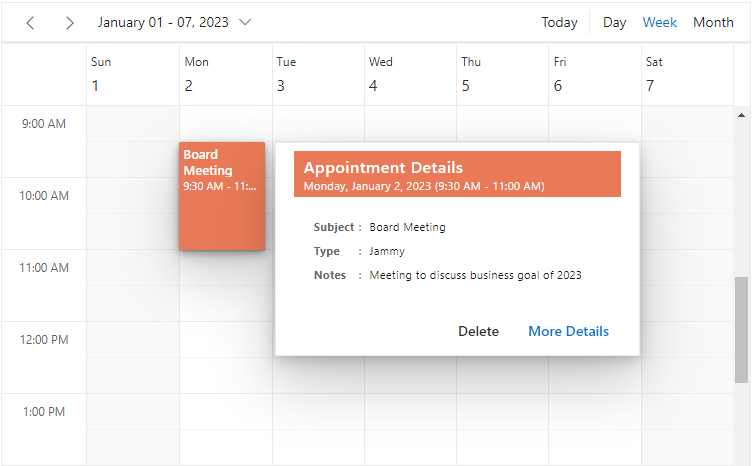 January 01 - 07, 2023
Today Day Week Month
Sun Mon Tue Wed Thu Fri Sat
1 2 3 4 5 6 7
9:00 AM
Board
Meeting
9:30 AM - 11:...
Appointment Details
Monday, January 2, 2023 (9:30 AM - 11:00 AM)
10:00 AM
Subject : Board Meeting
Type : Jammy
11:00 AM
Notes : Meeting to discuss business goal of 2023
Delete More Details
12:00 PM
1:00 PM